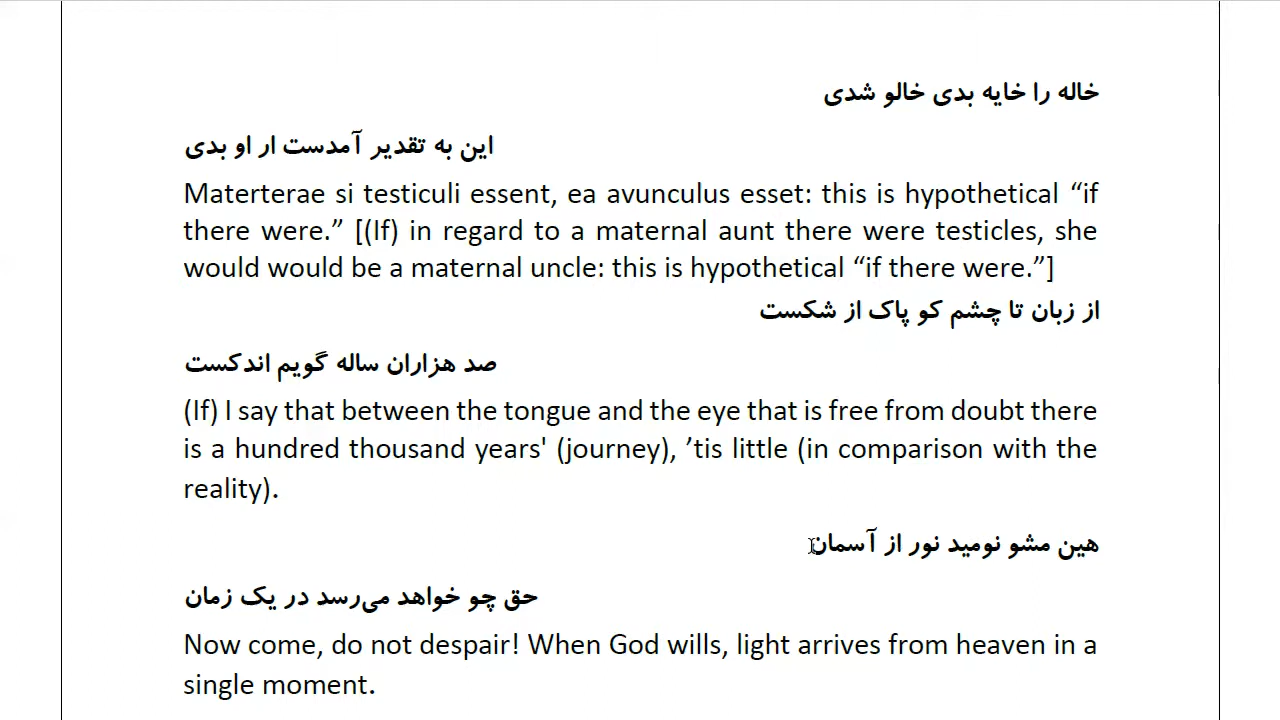 خاله را خایه بدی خالو شدی
این به تقدیر آمدست ار او بدی
Materterae si testiculi essent, ea avunculus esset: this is hypothetical “if
there were.” [(If) in regard to a maternal aunt there were testicles, she
would would be a maternal uncle: this is hypothetical “if there were.”]
از زبان تا چشم کو پاک از شکست
صد هزاران ساله گویم اندکست
(If) I say that between the tongue and the eye that is free from doubt there
is a hundred thousand years' (journey), ’tis little (in comparison with the
reality).
هین مشو نومید نور از آسمان
حق چو خواهد می‌رسد در یک زمان
Now come, do not despair! When God wills, light arrives from heaven in a
single moment.